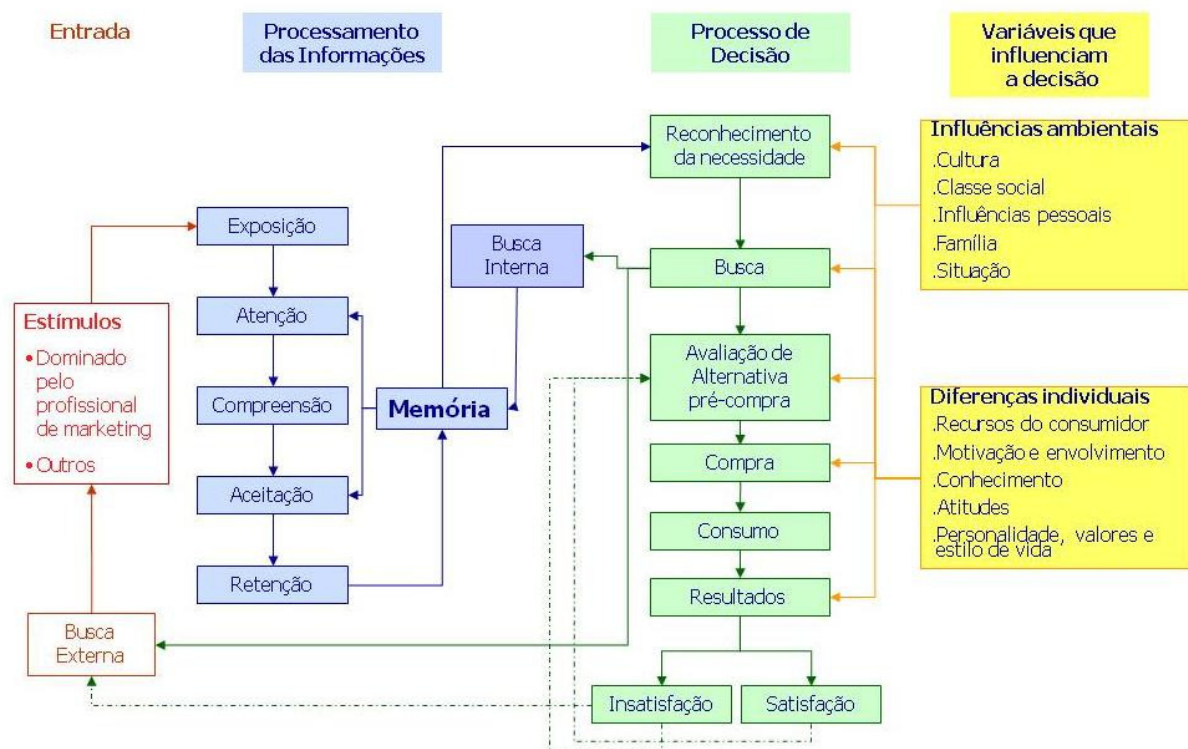 Entrada
Processamento
das Informações
Processo de
Decisão
Variáveis que
influenciam
a decisão
Estímulos
• Dominado
pelo
profissional
de marketing
• Outros
Busca
Externa
Exposição
Atenção
Compreensão
Aceitação
Retenção
Memória
Busca
Interna
Reconhecimento
da necessidade
Busca
Avaliação de
Alternativa
pré-compra
Compra
Consumo
Resultados
Insatisfação
Satisfação
Influências ambientais
.Cultura
.Classe social
.Influências pessoais
.Família
.Situação
Diferenças individuais
.Recursos do consumidor
.Motivação e envolvimento
.Conhecimento
.Atitudes
.Personalidade, valores e
estilo de vida